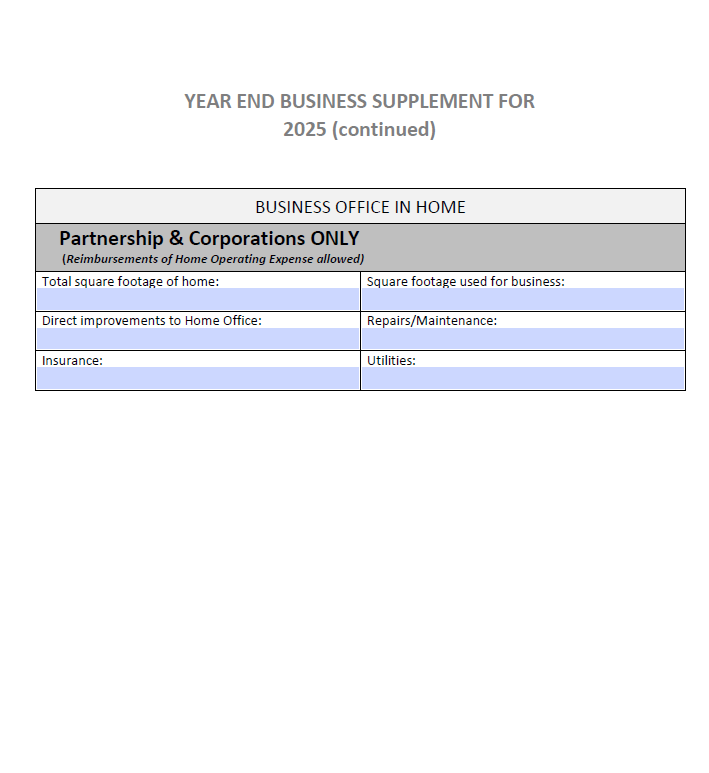 YEAR END BUSINESS SUPPLEMENT FOR
2025 (continued)
BUSINESS OFFICE IN HOME
Partnership & Corporations ONLY
(Reimbursements of Home Operating Expense allowed)
Total square footage of home:
Square footage used for business:
Direct improvements to Home Office:
Repairs/Maintenance:
Insurance:
Utilities: